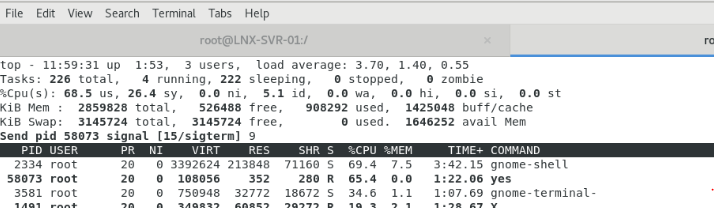 File Edit View Search Terminal Tabs Help
root@LNX-SVR-01:/ × ro
top - 11:59:31 up 1:53, 3 users, load average: 3.70, 1.40, 0.55
Tasks: 226 total, 4 running, 222 sleeping, 0 stopped, 0 zombie
%Cpu(s): 68.5 us, 26.4 sy, 0.0 ni, 5.1 id, 0.0 wa, 0.0 hi, 0.0 si, 0.0 st
KiB Mem : 2859828 total, 526488 free, 908292 used, 1425048 buff/cache
KiB Swap: 3145724 total, 3145724 free, 0 used. 1646252 avail Mem
Send pid 58073 signal [15/sigterm] 9
PID USER PR NI VIRT RES SHR S %CPU %MEM TIME+ COMMAND
2334 root 20 0 3392624 213848 71160 S 69.4 7.5 3:42.15 gnome-shell
58073 root 20 0 108056 352 280 R 65.4 0.0 1:22.06 yes
3581 root 20 0 750948 32772 18672 S 34.6 1.1 1:07.69 gnome-terminal-
1491 root 20 0 349832 60852 29272 R 19.3 2.1 1:28.67 X